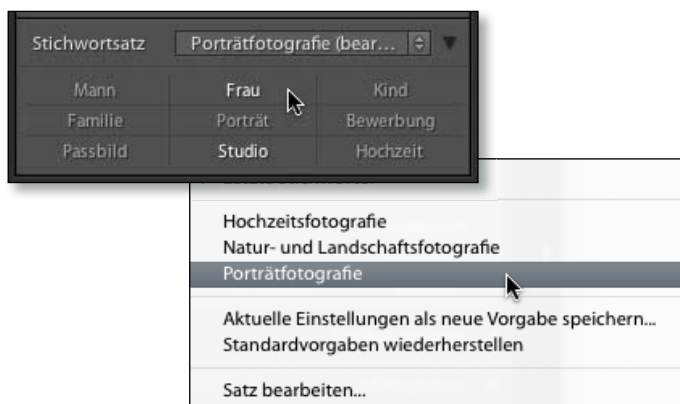 Stichwortsatz Porträtfotografie (bear...
Mann Frau Kind
Familie Porträt Bewerbung
Passbild Studio Hochzeit
Hochzeitsfotografie
Natur- und Landschaftsfotografie
Porträtfotografie
Aktuelle Einstellungen als neue Vorgabe speichern...
Standardvorgaben wiederherstellen
Satz bearbeiten...